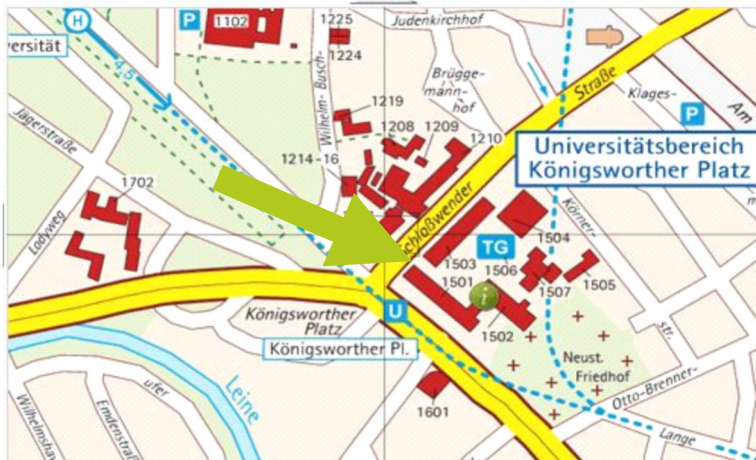 H
P
1102
1225
1224
Judenkirchhof
versität
4,5
Wilhelm-Busch-
Brügge-
mann-
hof
Straße
Klages-
Am
P
1219
1208
1209
1210
Jägerstraße
Universitätsbereich
Königsworther Platz
1214-16
1702
Lodyweg
Schloßwender
Körner-
1504
TG
1503
1506
1501
1507
1505
i
1502
Königsworther
Platz
U
Königsworther Pl.
str.
Neust.
Friedhof
Leine
ufer
Otto-Brenner-
1601
Wilhelmsha
Emdenstraß
Lange